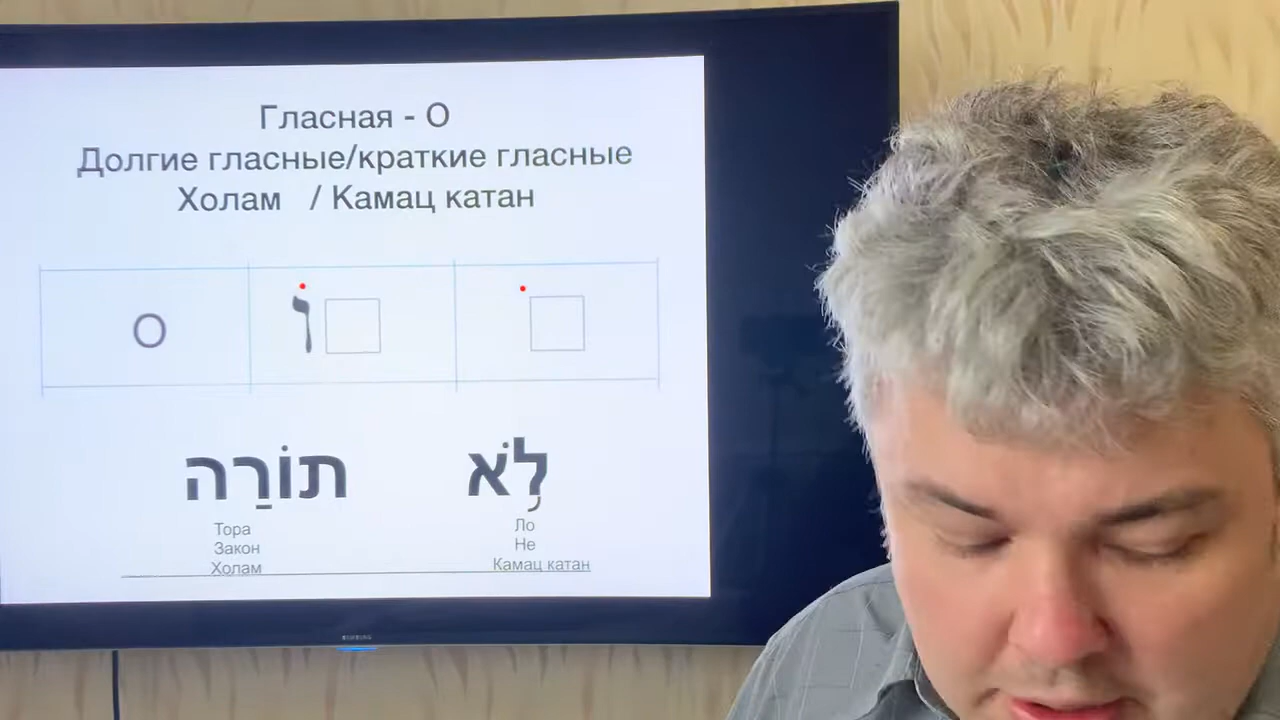 Гласная - О
Долгие гласные/краткие гласные
Холам / Камац катан
о
וֹ
תוֹרַה
לֹא
Тора
Закон
Холам
Ло
Не
Камац катан
SAMSUNG